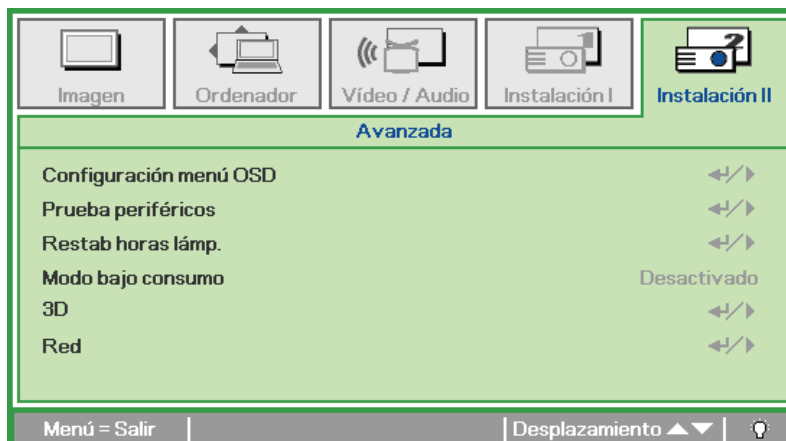 Imagen
Ordenador
Vídeo / Audio
Instalación I
Instalación II
Avanzada
Configuración menú OSD
Prueba periféricos
Restab horas lámp.
Modo bajo consumo Desactivado
3D
Red
Menú = Salir Desplazamiento